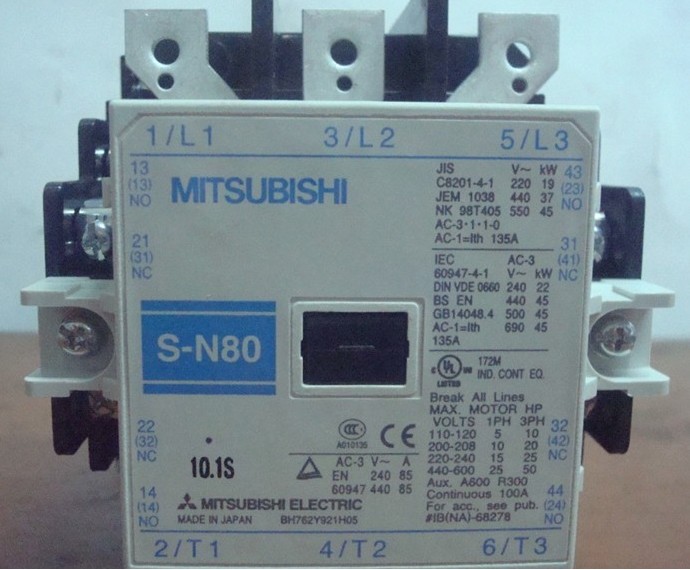 1/L1 3/L2 5/L3
13
(13)
NO
MITSUBISHI
JIS V~ kW
C8201-4-1 220 19
JEM 1038 440 37
NK 98T405 550 45
AC-3·1·1-0
AC-1=Ith 135A
43
(23)
NO
21
(31)
NC
IEC AC-3
60947-4-1 V~ kW
DIN VDE 0660 240 22
BS EN 440 45
GB14048.4 500 45
AC-1=Ith 690 45
135A
31
(41)
NC
S-N80
c UL us
LISTED
172M
IND. CONT EQ.
Break All Lines
MAX. MOTOR HP
VOLTS 1PH 3PH
110-120 5 10
200-208 10 20
220-240 15 25
440-600 25 50
Aux. A600 R300
Continuous 100A
For acc., see pub.
#IB(NA)-68278
22
(32)
NC
10.1S
CCC
A010135
CE
32
(42)
NC
AC-3 V~ A
EN 240 85
60947 440 85
14
(14)
NO
MITSUBISHI ELECTRIC
MADE IN JAPAN BH762Y921H05
44
(24)
NO
2/T1 4/T2 6/T3